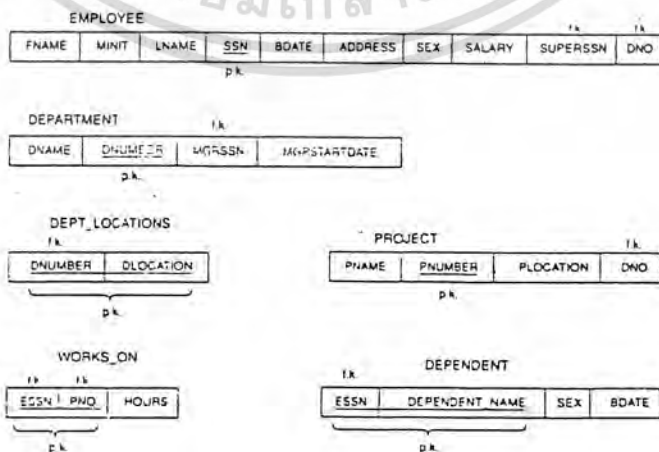 EMPLOYEE
f.k. f.k.
FNAME MINIT LNAME SSN BDATE ADDRESS SEX SALARY SUPERSSN DNO
p.k.
DEPARTMENT
f.k.
DNAME DNUMBER MGRSSN MGRSTARTDATE
p.k.
DEPT_LOCATIONS
f.k.
DNUMBER DLOCATION
p.k.
PROJECT
f.k.
PNAME PNUMBER PLOCATION DNO
p.k.
WORKS_ON
f.k. f.k.
ESSN PNO HOURS
p.k.
DEPENDENT
f.k.
ESSN DEPENDENT_NAME SEX BDATE
p.k.